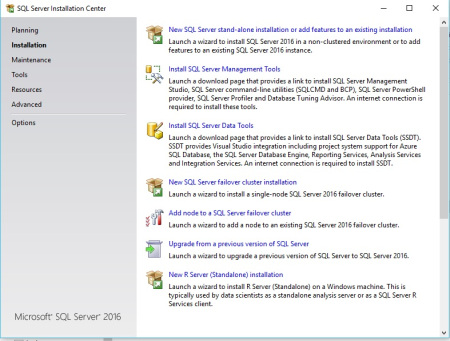 SQL Server Installation Center
Planning
Installation
Maintenance
Tools
Resources
Advanced
Options
New SQL Server stand-alone installation or add features to an existing installation
Launch a wizard to install SQL Server 2016 in a non-clustered environment or to add
features to an existing SQL Server 2016 instance.
Install SQL Server Management Tools
Launch a download page that provides a link to install SQL Server Management
Studio, SQL Server command-line utilities (SQLCMD and BCP), SQL Server PowerShell
provider, SQL Server Profiler and Database Tuning Advisor. An internet connection is
required to install these tools.
Install SQL Server Data Tools
Launch a download page that provides a link to install SQL Server Data Tools (SSDT).
SSDT provides Visual Studio integration including project system support for Azure
SQL Database, the SQL Server Database Engine, Reporting Services, Analysis Services
and Integration Services. An internet connection is required to install SSDT.
New SQL Server failover cluster installation
Launch a wizard to install a single-node SQL Server 2016 failover cluster.
Add node to a SQL Server failover cluster
Launch a wizard to add a node to an existing SQL Server 2016 failover cluster.
Upgrade from a previous version of SQL Server
Launch a wizard to upgrade a previous version of SQL Server to SQL Server 2016.
New R Server (Standalone) installation
Launch a wizard to install R Server (Standalone) on a Windows machine. This is
typically used by data scientists as a standalone analysis server or as a SQL Server R
Services client.
Microsoft® SQL Server® 2016